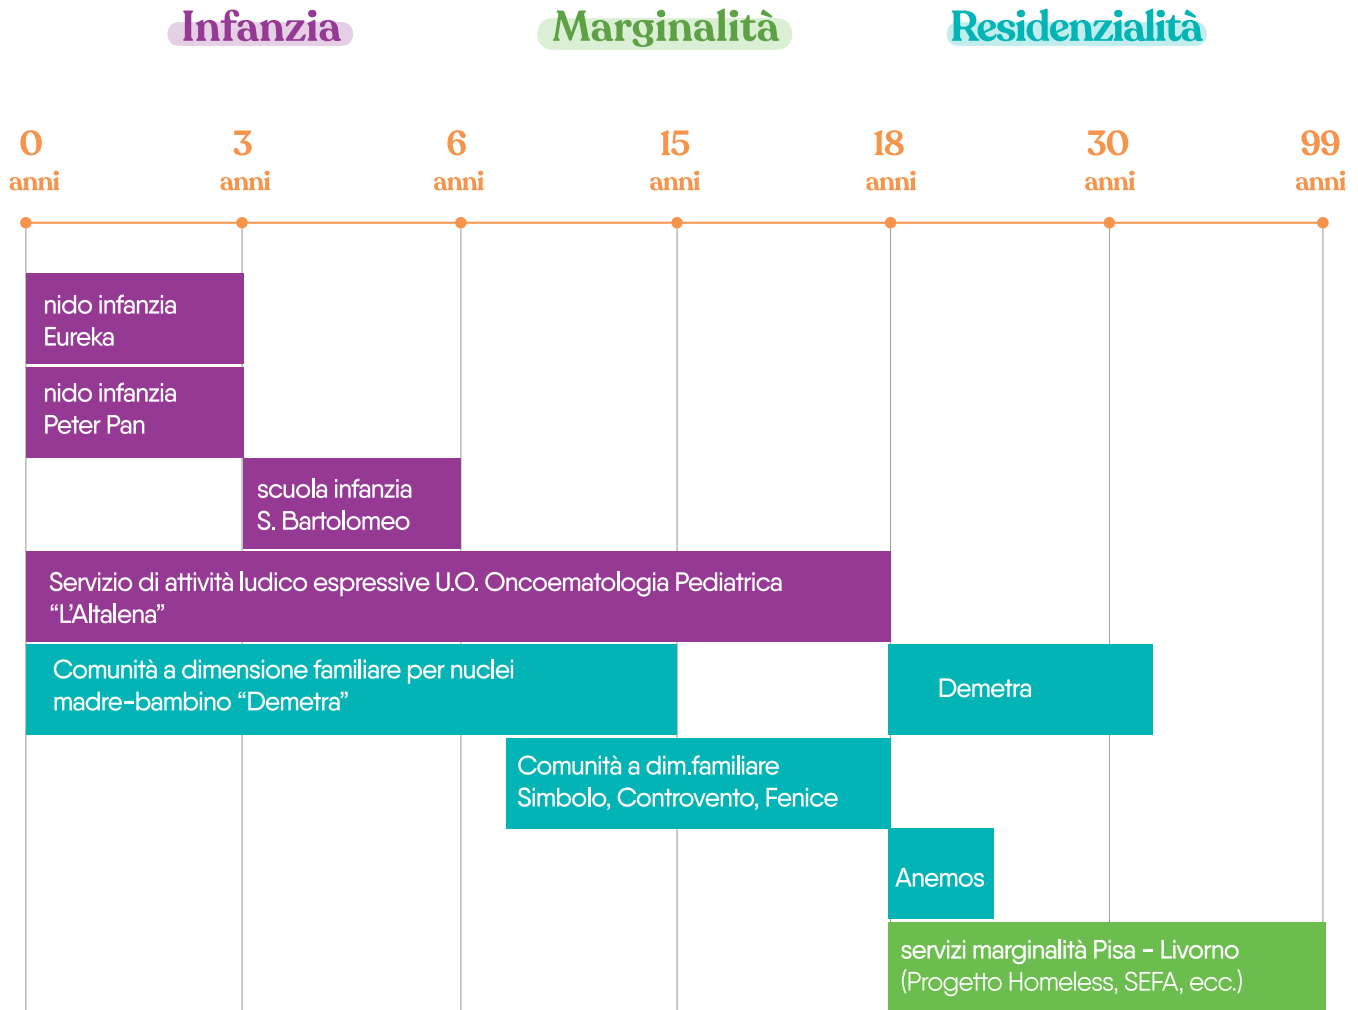 Infanzia
Marginalità
Residenzialità
0
anni
3
anni
6
anni
15
anni
18
anni
30
anni
99
anni
nido infanzia
Eureka
nido infanzia
Peter Pan
scuola infanzia
S. Bartolomeo
Servizio di attività ludico espressive U.O. Oncoematologia Pediatrica
“L’Altalena”
Comunità a dimensione familiare per nuclei
madre-bambino “Demetra”
Demetra
Comunità a dim.familiare
Simbolo, Controvento, Fenice
Anemos
servizi marginalità Pisa - Livorno
(Progetto Homeless, SEFA, ecc.)